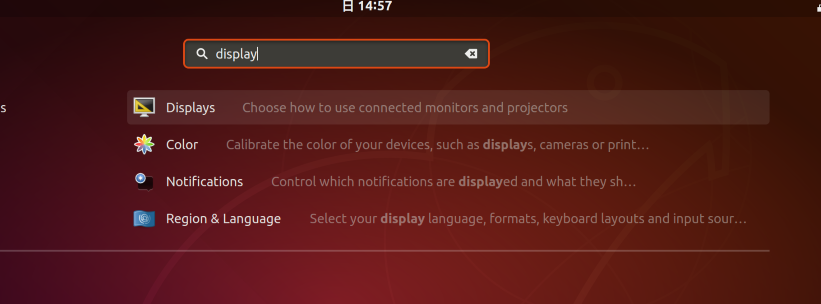 日 14:57
display
s
Displays Choose how to use connected monitors and projectors
Color Calibrate the color of your devices, such as displays, cameras or print…
Notifications Control which notifications are displayed and what they sh…
Region & Language Select your display language, formats, keyboard layouts and input sour…